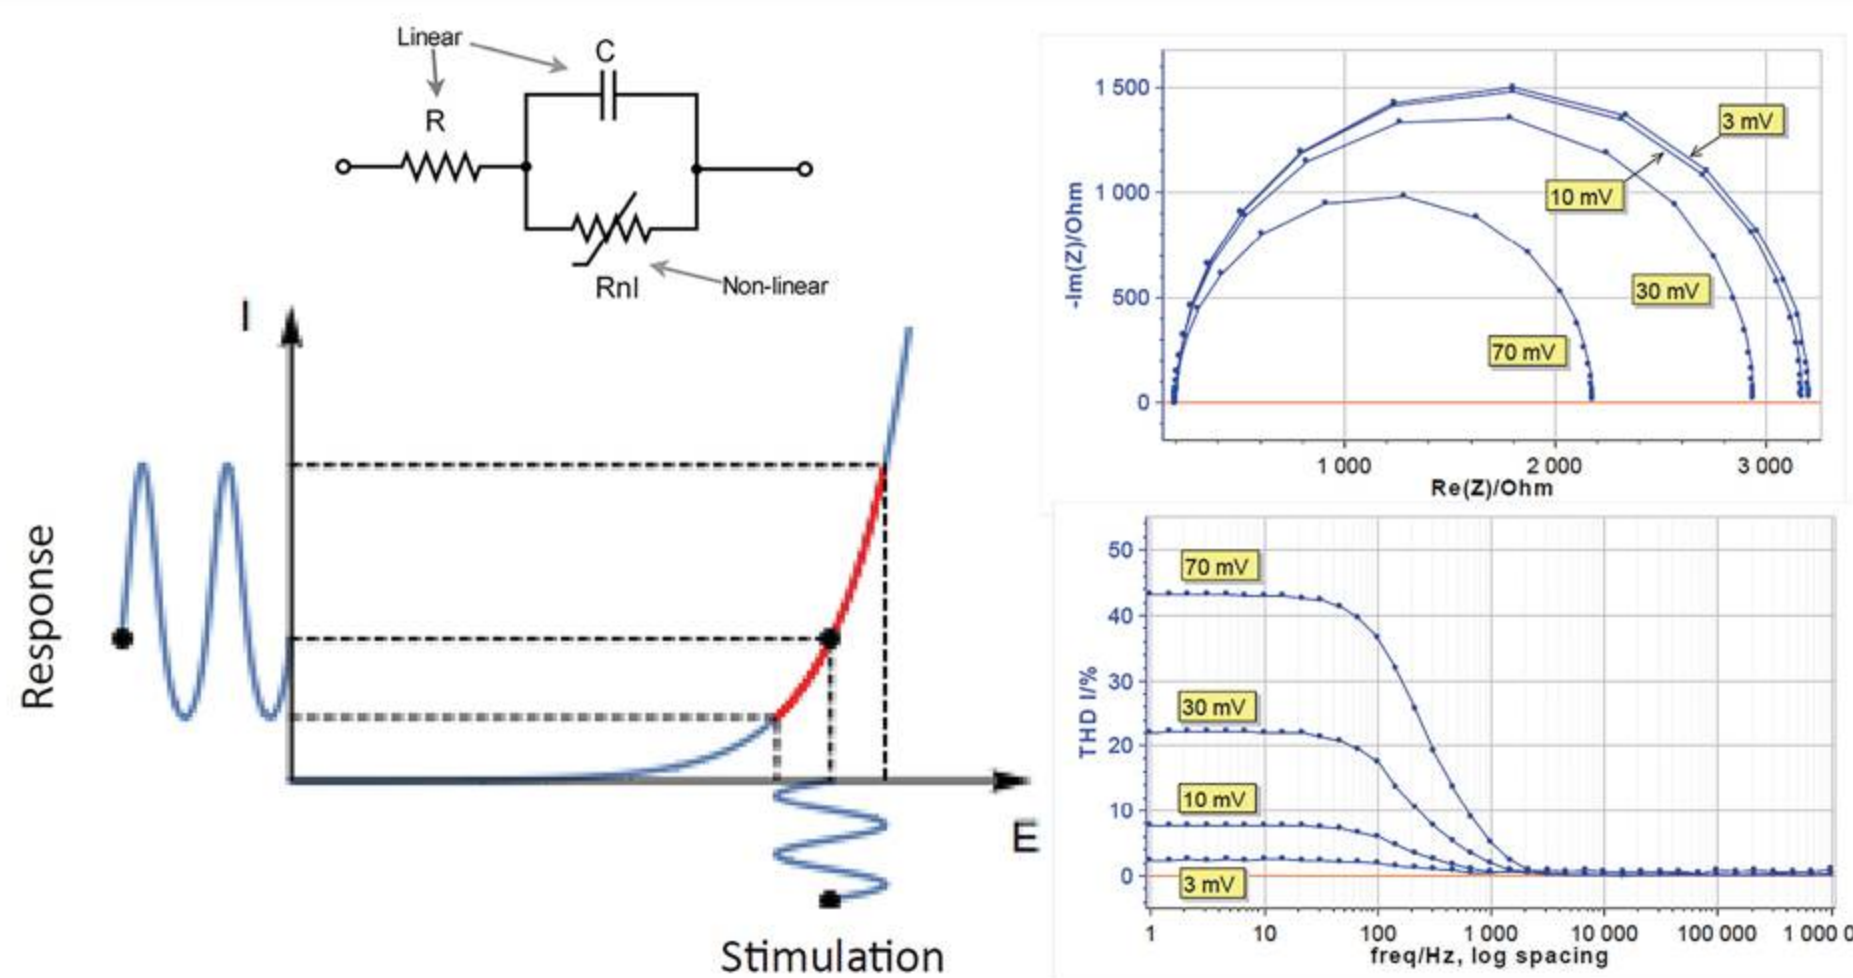 Linear
C
R
Rnl
Non-linear
I
Response
E
Stimulation
-Im(Z)/Ohm
1 500
1 000
500
0
3 mV
10 mV
30 mV
70 mV
1 000
2 000
3 000
Re(Z)/Ohm
THD I/%
50
40
30
20
10
0
70 mV
30 mV
10 mV
3 mV
1
10
100
1 000
10 000
100 000
1 000 0
freq/Hz, log spacing